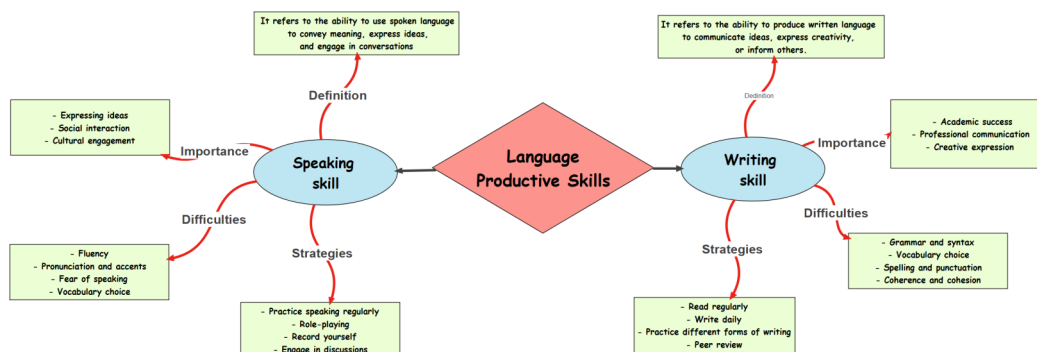 It refers to the ability to use spoken language
to convey meaning, express ideas,
and engage in conversations
It refers to the ability to produce written language
to communicate ideas, express creativity,
or inform others.
Definition
Dedinition
- Expressing ideas
- Social interaction
- Cultural engagement
Importance
Speaking
skill
Language
Productive Skills
Writing
skill
Importance
- Academic success
- Professional communication
- Creative expression
Difficulties
Difficulties
- Fluency
- Pronunciation and accents
- Fear of speaking
- Vocabulary choice
Strategies
Strategies
- Grammar and syntax
- Vocabulary choice
- Spelling and punctuation
- Coherence and cohesion
- Practice speaking regularly
- Role-playing
- Record yourself
- Engage in discussions
- Read regularly
- Write daily
- Practice different forms of writing
- Peer review